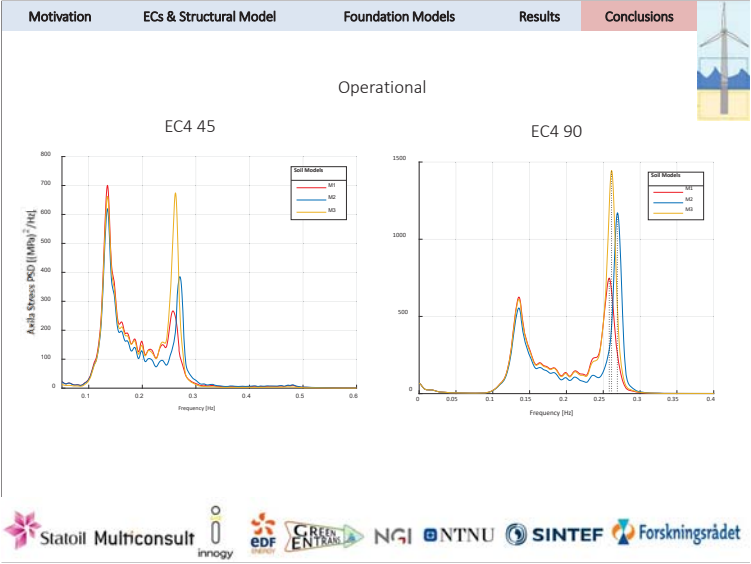 Motivation ECs & Structural Model Foundation Models Results Conclusions
Operational
EC4 45
EC4 90
Axila Stress PSD [(MPa)^2/Hz]
800
700
600
500
400
300
200
100
0
0.1 0.2 0.3 0.4 0.5 0.6
Frequency [Hz]
Soil Models
M1
M2
M3
1500
1000
500
0
0 0.05 0.1 0.15 0.2 0.25 0.3 0.35 0.4
Frequency [Hz]
Soil Models
M1
M2
M3
Statoil Multiconsult innogy eDF ENERGY GREEN ENTRANS NGI NTNU SINTEF Forskningsrådet